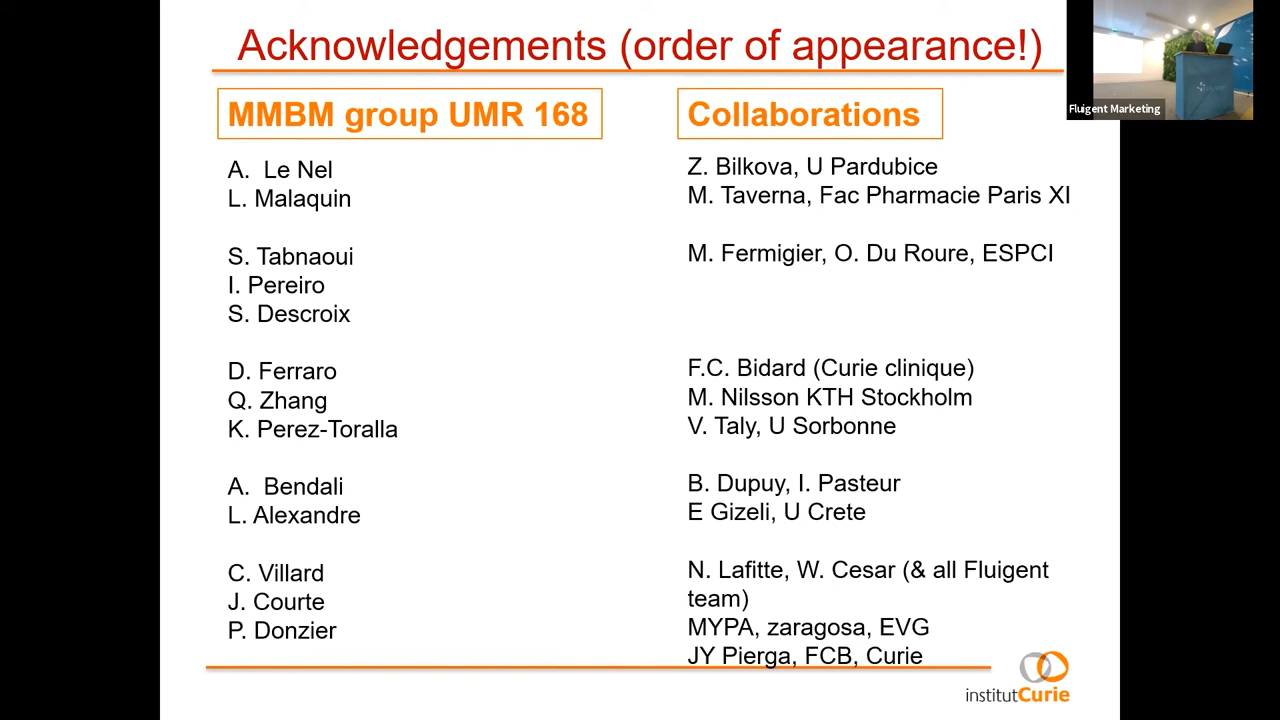 Acknowledgements (order of appearance!)
MMBM group UMR 168
A. Le Nel
L. Malaquin
S. Tabnaoui
I. Pereiro
S. Descroix
D. Ferraro
Q. Zhang
K. Perez-Toralla
A. Bendali
L. Alexandre
C. Villard
J. Courte
P. Donzier
Collaborations
Z. Bilkova, U Pardubice
M. Taverna, Fac Pharmacie Paris XI
M. Fermigier, O. Du Roure, ESPCI
F.C. Bidard (Curie clinique)
M. Nilsson KTH Stockholm
V. Taly, U Sorbonne
B. Dupuy, I. Pasteur
E Gizeli, U Crete
N. Lafitte, W. Cesar (& all Fluigent
team)
MYPA, zaragosa, EVG
JY Pierga, FCB, Curie
institutCurie
Fluigent Marketing